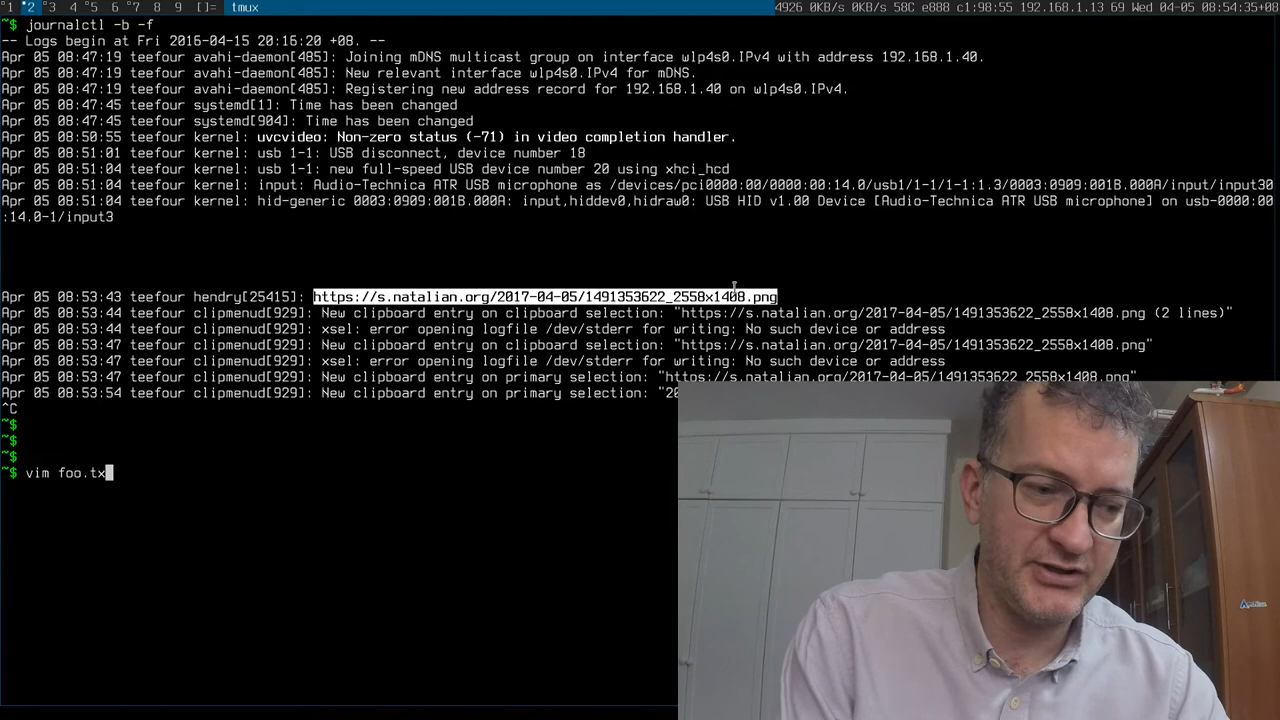 1 2 3 4 5 6 7 8 9 []= tmux 4926 0KB/s 0KB/s 58C e888 c1:98:55 192.168.1.13 69 Wed 04-05 08:54:35+08
~$ journalctl -b -f
-- Logs begin at Fri 2016-04-15 20:16:20 +08. --
Apr 05 08:47:19 teefour avahi-daemon[485]: Joining mDNS multicast group on interface wlp4s0.IPv4 with address 192.168.1.40.
Apr 05 08:47:19 teefour avahi-daemon[485]: New relevant interface wlp4s0.IPv4 for mDNS.
Apr 05 08:47:19 teefour avahi-daemon[485]: Registering new address record for 192.168.1.40 on wlp4s0.IPv4.
Apr 05 08:47:45 teefour systemd[1]: Time has been changed
Apr 05 08:47:45 teefour systemd[904]: Time has been changed
Apr 05 08:50:55 teefour kernel: uvcvideo: Non-zero status (-71) in video completion handler.
Apr 05 08:51:01 teefour kernel: usb 1-1: USB disconnect, device number 18
Apr 05 08:51:04 teefour kernel: usb 1-1: new full-speed USB device number 20 using xhci_hcd
Apr 05 08:51:04 teefour kernel: input: Audio-Technica ATR USB microphone as /devices/pci0000:00/0000:00:14.0/usb1/1-1/1-1:1.3/0003:0909:001B.000A/input/input30
Apr 05 08:51:04 teefour kernel: hid-generic 0003:0909:001B.000A: input,hiddev0,hidraw0: USB HID v1.00 Device [Audio-Technica ATR USB microphone] on usb-0000:00
:14.0-1/input3
Apr 05 08:53:43 teefour hendry[25415]: https://s.natalian.org/2017-04-05/1491353622_2558x1408.png
Apr 05 08:53:44 teefour clipmenud[929]: New clipboard entry on clipboard selection: "https://s.natalian.org/2017-04-05/1491353622_2558x1408.png (2 lines)"
Apr 05 08:53:44 teefour clipmenud[929]: xsel: error opening logfile /dev/stderr for writing: No such device or address
Apr 05 08:53:47 teefour clipmenud[929]: New clipboard entry on clipboard selection: "https://s.natalian.org/2017-04-05/1491353622_2558x1408.png"
Apr 05 08:53:47 teefour clipmenud[929]: xsel: error opening logfile /dev/stderr for writing: No such device or address
Apr 05 08:53:47 teefour clipmenud[929]: New clipboard entry on primary selection: "https://s.natalian.org/2017-04-05/1491353622_2558x1408.png"
Apr 05 08:53:54 teefour clipmenud[929]: New clipboard entry on primary selection: "20
^C
~$
~$
~$
~$ vim foo.tx